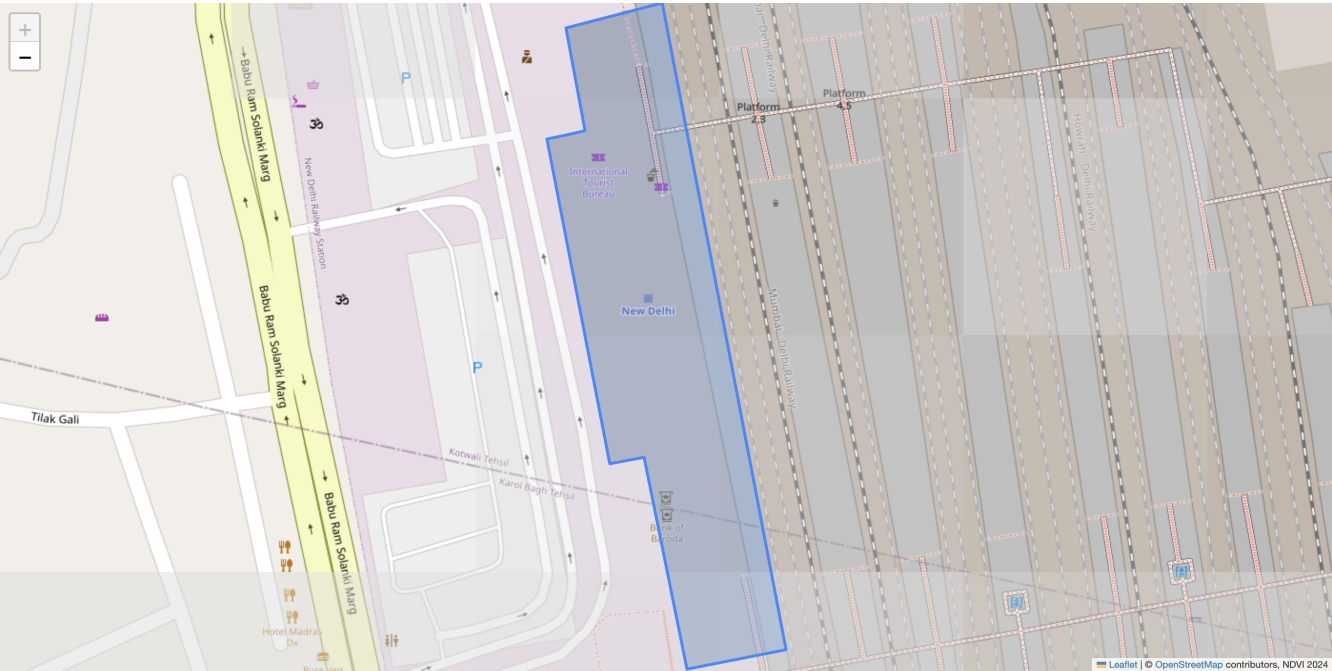 +
−
Babu Ram Solanki Marg
P
New Delhi Railway Station
Platform
2,3
Platform
4,5
International
Tourist
Bureau
Howrah - Delhi Railway
New Delhi
Babu Ram Solanki Marg
Mumbai - Delhi Railway
P
Tilak Gali
Kotwali Tehsil
Karol Bagh Tehsil
Babu Ram Solanki Marg
Bank of
Baroda
Hotel Madras
Dx
Pure Veg
Leaflet | © OpenStreetMap contributors, NDVI 2024